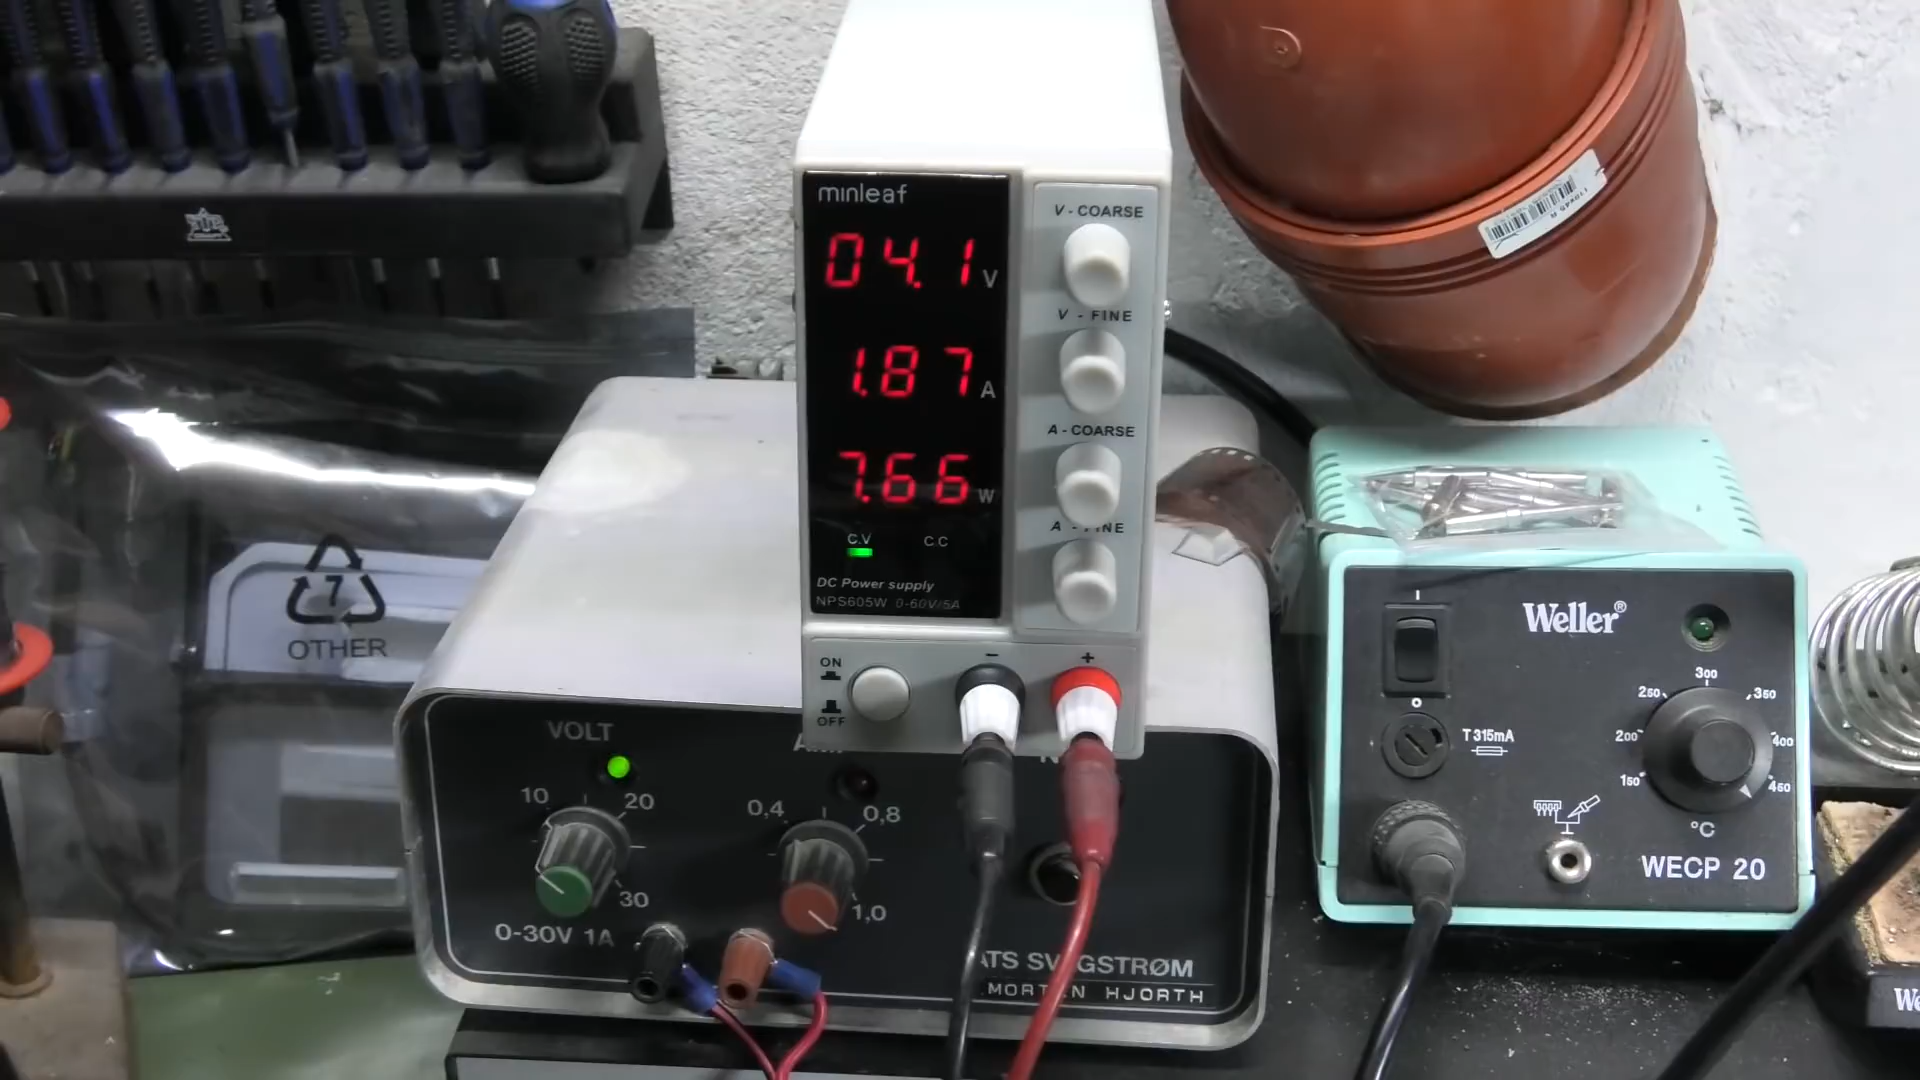 minleaf
04.1 V
1.87 A
7.66 W
C.V C.C
DC Power supply
NPS605W 0-60V/5A
V - COARSE
V - FINE
A - COARSE
A - FINE
- +
ON
OFF
7
OTHER
VOLT
10 20
30
0-30V 1A
0,4 0,8
1,0
MORTEN HJORTH
I
O
Weller®
T 315mA
150 200 250 300 350 400 450
°C
WECP 20